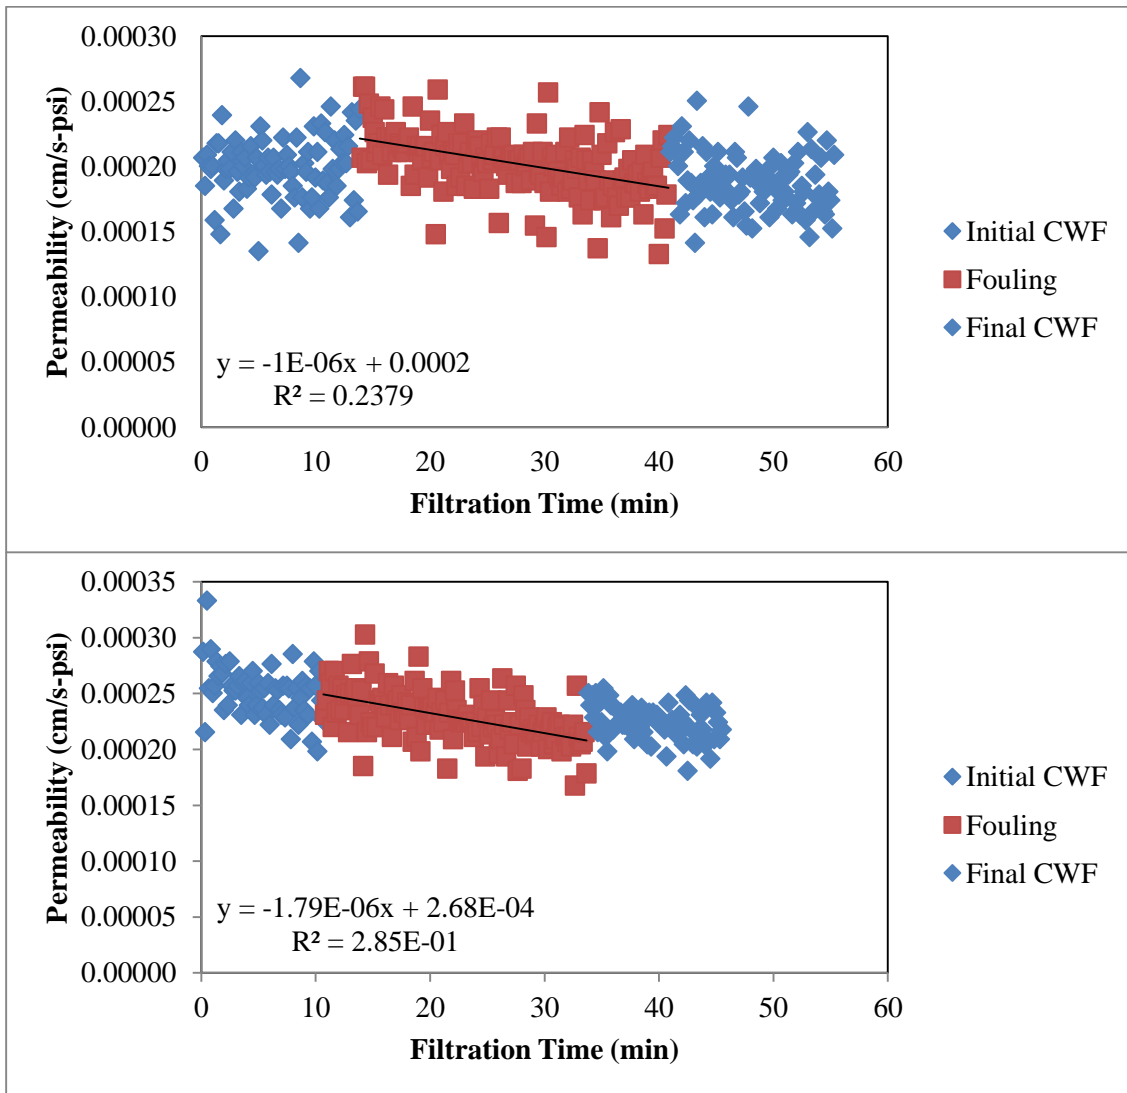 0.00030
0.00025
0.00020
0.00015
0.00010
0.00005
0.00000
Permeability (cm/s-psi)
y = -1E-06x + 0.0002
R² = 0.2379
0 10 20 30 40 50 60
Filtration Time (min)
Initial CWF
Fouling
Final CWF
0.00035
0.00030
0.00025
0.00020
0.00015
0.00010
0.00005
0.00000
Permeability (cm/s-psi)
y = -1.79E-06x + 2.68E-04
R² = 2.85E-01
0 10 20 30 40 50 60
Filtration Time (min)
Initial CWF
Fouling
Final CWF